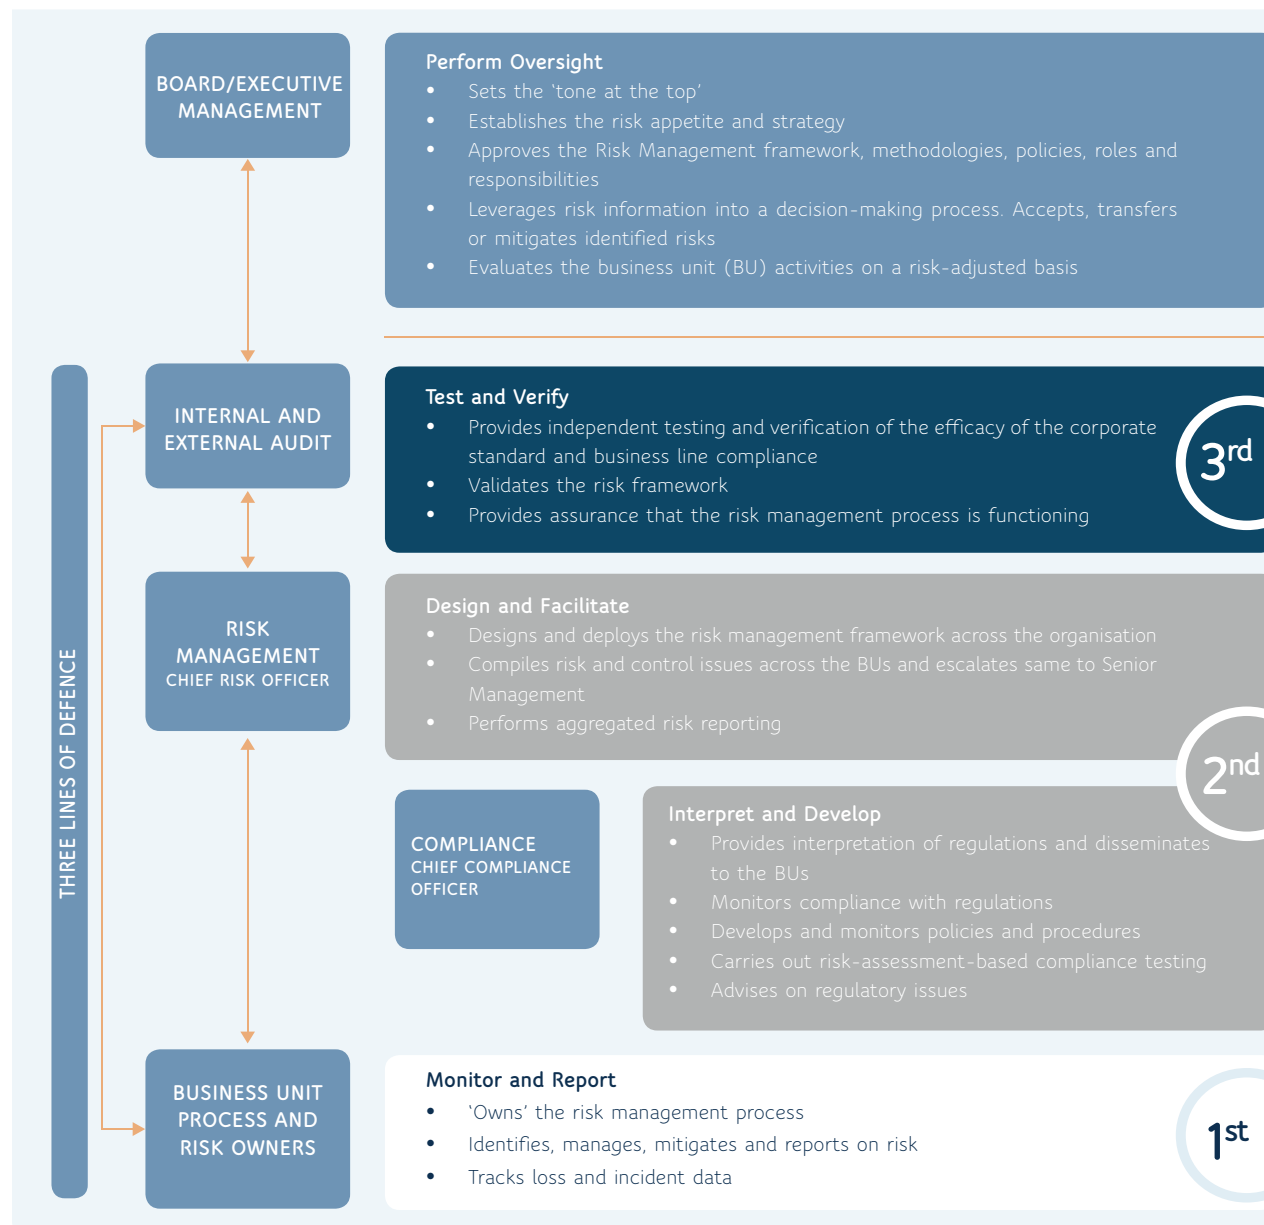 BOARD/EXECUTIVE
MANAGEMENT
Perform Oversight
• Sets the ‘tone at the top’
• Establishes the risk appetite and strategy
• Approves the Risk Management framework, methodologies, policies, roles and
responsibilities
• Leverages risk information into a decision-making process. Accepts, transfers
or mitigates identified risks
• Evaluates the business unit (BU) activities on a risk-adjusted basis
THREE LINES OF DEFENCE
INTERNAL AND
EXTERNAL AUDIT
Test and Verify
• Provides independent testing and verification of the efficacy of the corporate
standard and business line compliance
• Validates the risk framework
• Provides assurance that the risk management process is functioning
3rd
RISK
MANAGEMENT
CHIEF RISK OFFICER
Design and Facilitate
• Designs and deploys the risk management framework across the organisation
• Compiles risk and control issues across the BUs and escalates same to Senior
Management
• Performs aggregated risk reporting
2nd
COMPLIANCE
CHIEF COMPLIANCE
OFFICER
Interpret and Develop
• Provides interpretation of regulations and disseminates
to the BUs
• Monitors compliance with regulations
• Develops and monitors policies and procedures
• Carries out risk-assessment-based compliance testing
• Advises on regulatory issues
BUSINESS UNIT
PROCESS AND
RISK OWNERS
Monitor and Report
• ‘Owns’ the risk management process
• Identifies, manages, mitigates and reports on risk
• Tracks loss and incident data
1st